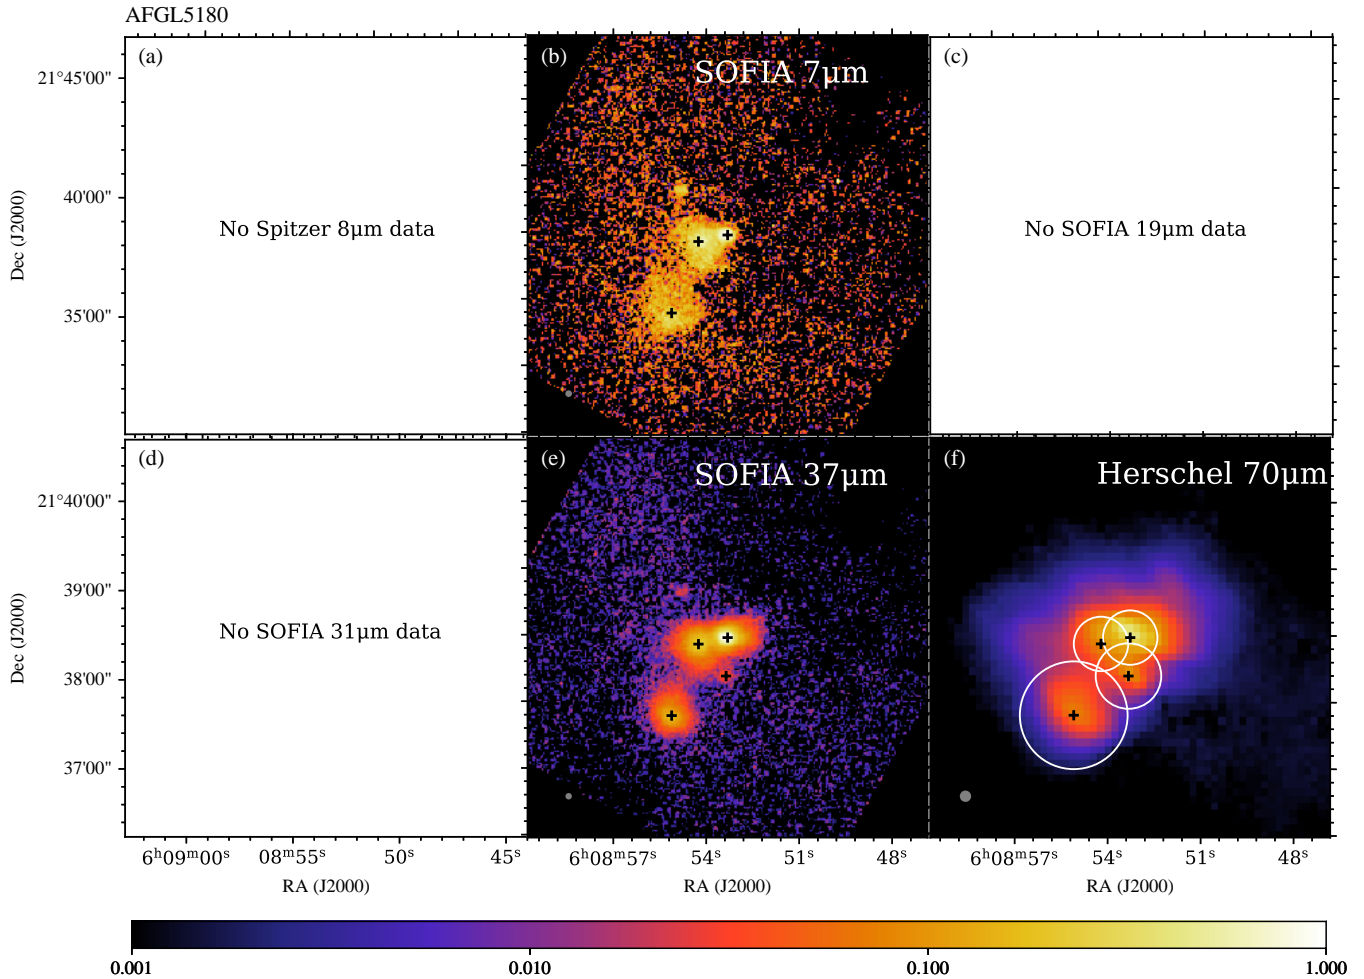 AFGL5180
(a)
(b)
SOFIA 7μm
(c)
21°45'00"
40'00"
35'00"
Dec (J2000)
No Spitzer 8μm data
No SOFIA 19μm data
(d)
(e)
SOFIA 37μm
(f)
Herschel 70μm
21°40'00"
39'00"
38'00"
37'00"
Dec (J2000)
No SOFIA 31μm data
6ʰ09ᵐ00ˢ 08ᵐ55ˢ 50ˢ 45ˢ
6ʰ08ᵐ57ˢ 54ˢ 51ˢ 48ˢ
6ʰ08ᵐ57ˢ 54ˢ 51ˢ 48ˢ
RA (J2000)
RA (J2000)
RA (J2000)
0.001 0.010 0.100 1.000